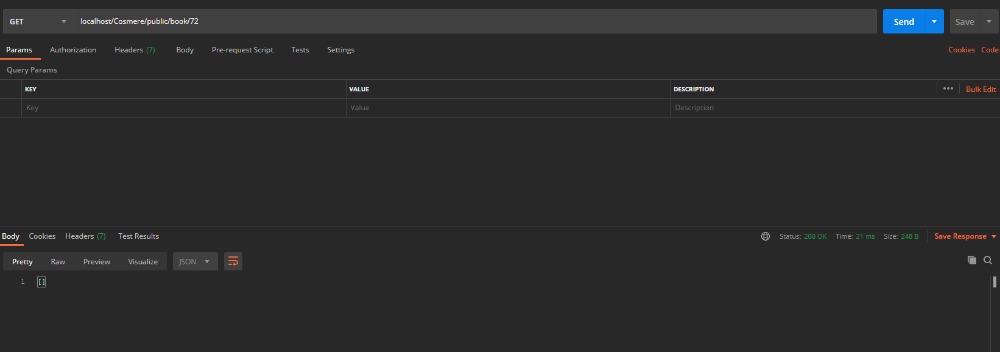 GET localhost/Cosmere/public/book/72 Send Save
Params Authorization Headers (7) Body Pre-request Script Tests Settings Cookies Code
Query Params
KEY VALUE DESCRIPTION ••• Bulk Edit
Key Value Description
Body Cookies Headers (7) Test Results Status: 200 OK Time: 21 ms Size: 248 B Save Response
Pretty Raw Preview Visualize JSON
1 []